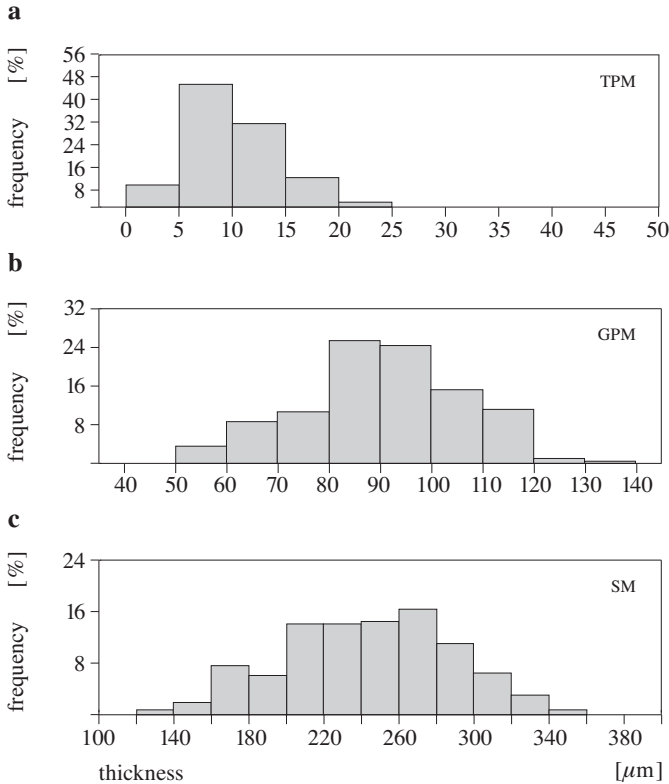 a
frequency [%]
56
48
40
32
24
16
8
TPM
0 5 10 15 20 25 30 35 40 45 50
b
frequency [%]
32
24
16
8
GPM
40 50 60 70 80 90 100 110 120 130 140
c
frequency [%]
24
16
8
SM
100 140 180 220 260 300 340 380
thickness [µm]